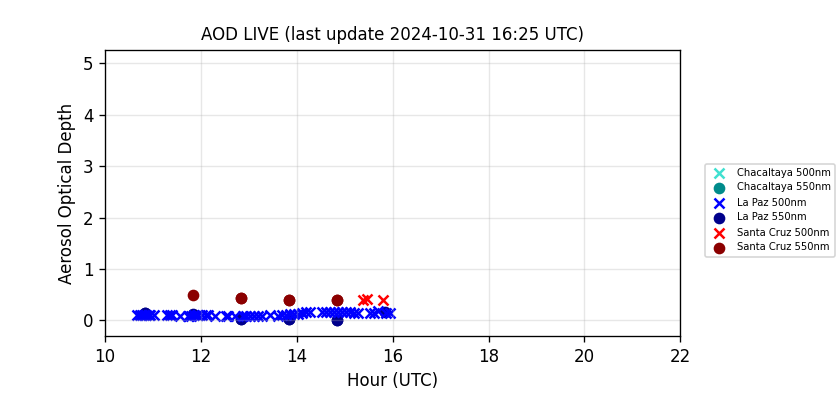 AOD LIVE (last update 2024-10-31 16:25 UTC)
Aerosol Optical Depth
5
4
3
2
1
0
10 12 14 16 18 20 22
Hour (UTC)
Chacaltaya 500nm
Chacaltaya 550nm
La Paz 500nm
La Paz 550nm
Santa Cruz 500nm
Santa Cruz 550nm